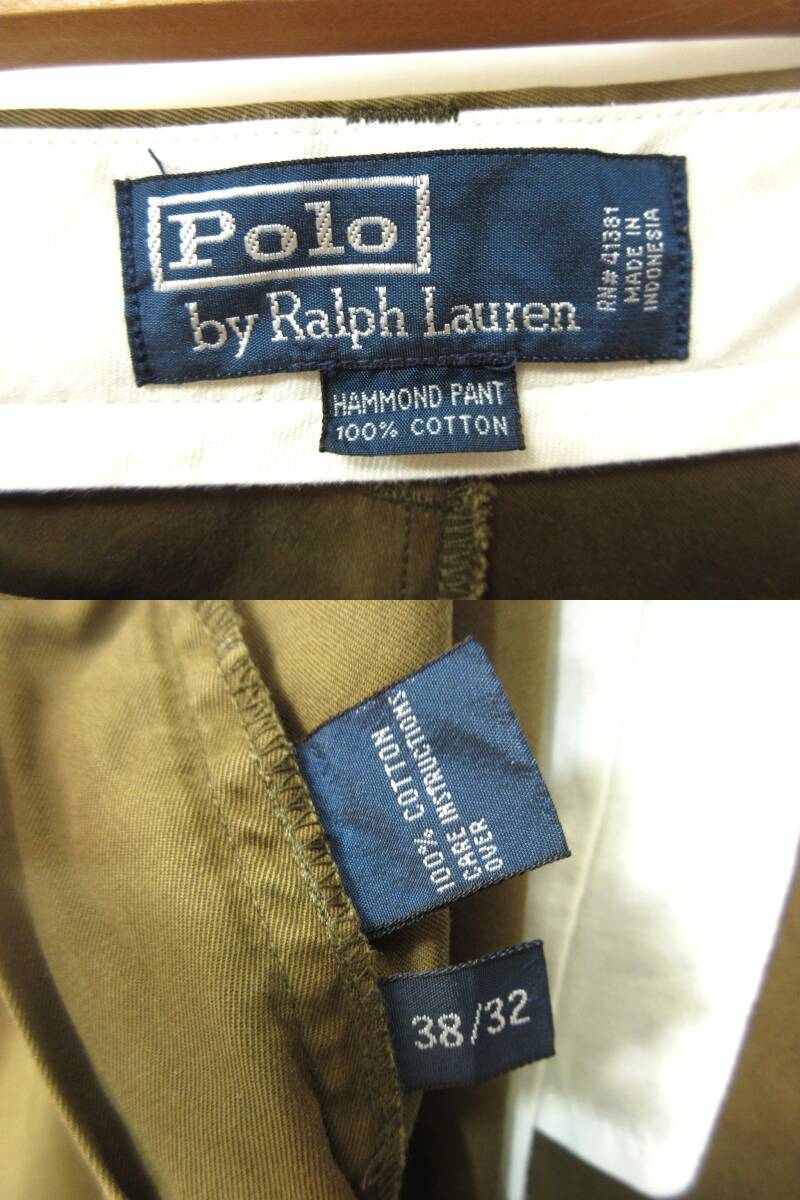 Polo
by Ralph Lauren
RN# 41381
MADE IN
INDONESIA
HAMMOND PANT
100% COTTON
100% COTTON
CARE INSTRUCTIONS
OVER
38/32